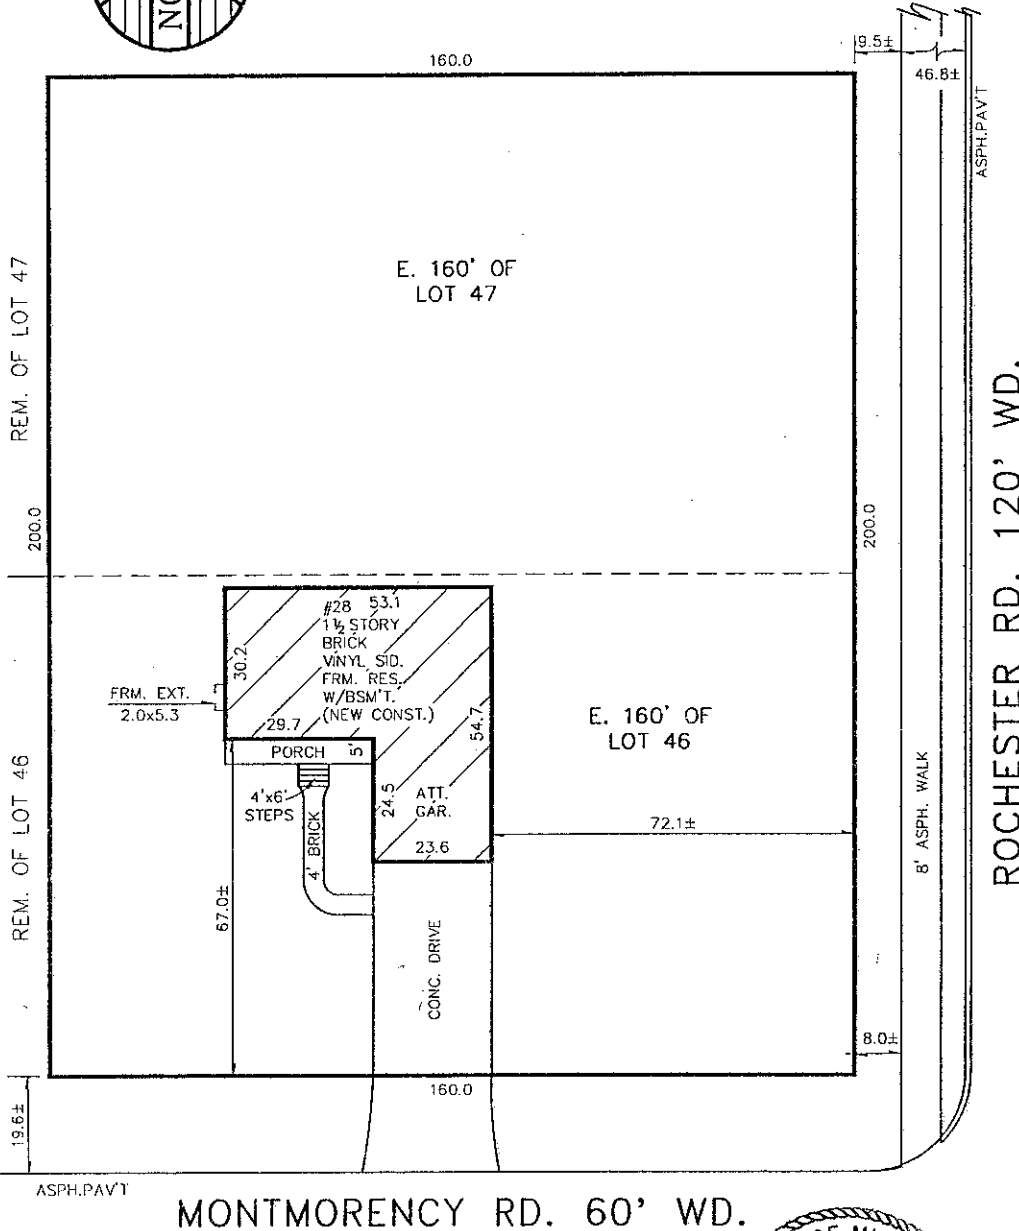 NO
160.0
9.5±
46.8±
ASPH.PAV'T
REM. OF LOT 47
E. 160' OF
LOT 47
200.0
200.0
ROCHESTER RD. 120' WD.
#28 53.1
1½ STORY
BRICK
VINYL SID.
FRM. RES.
W/BSM'T.
(NEW CONST.)
30.2
FRM. EXT.
2.0x5.3
29.7
54.7
PORCH 5'
E. 160' OF
LOT 46
REM. OF LOT 46
4'x6'
STEPS
24.5
ATT.
GAR.
23.6
72.1±
8' ASPH. WALK
4' BRICK
67.0±
CONC. DRIVE
8.0±
160.0
19.6±
ASPH.PAV'T
MONTMORENCY RD. 60' WD.